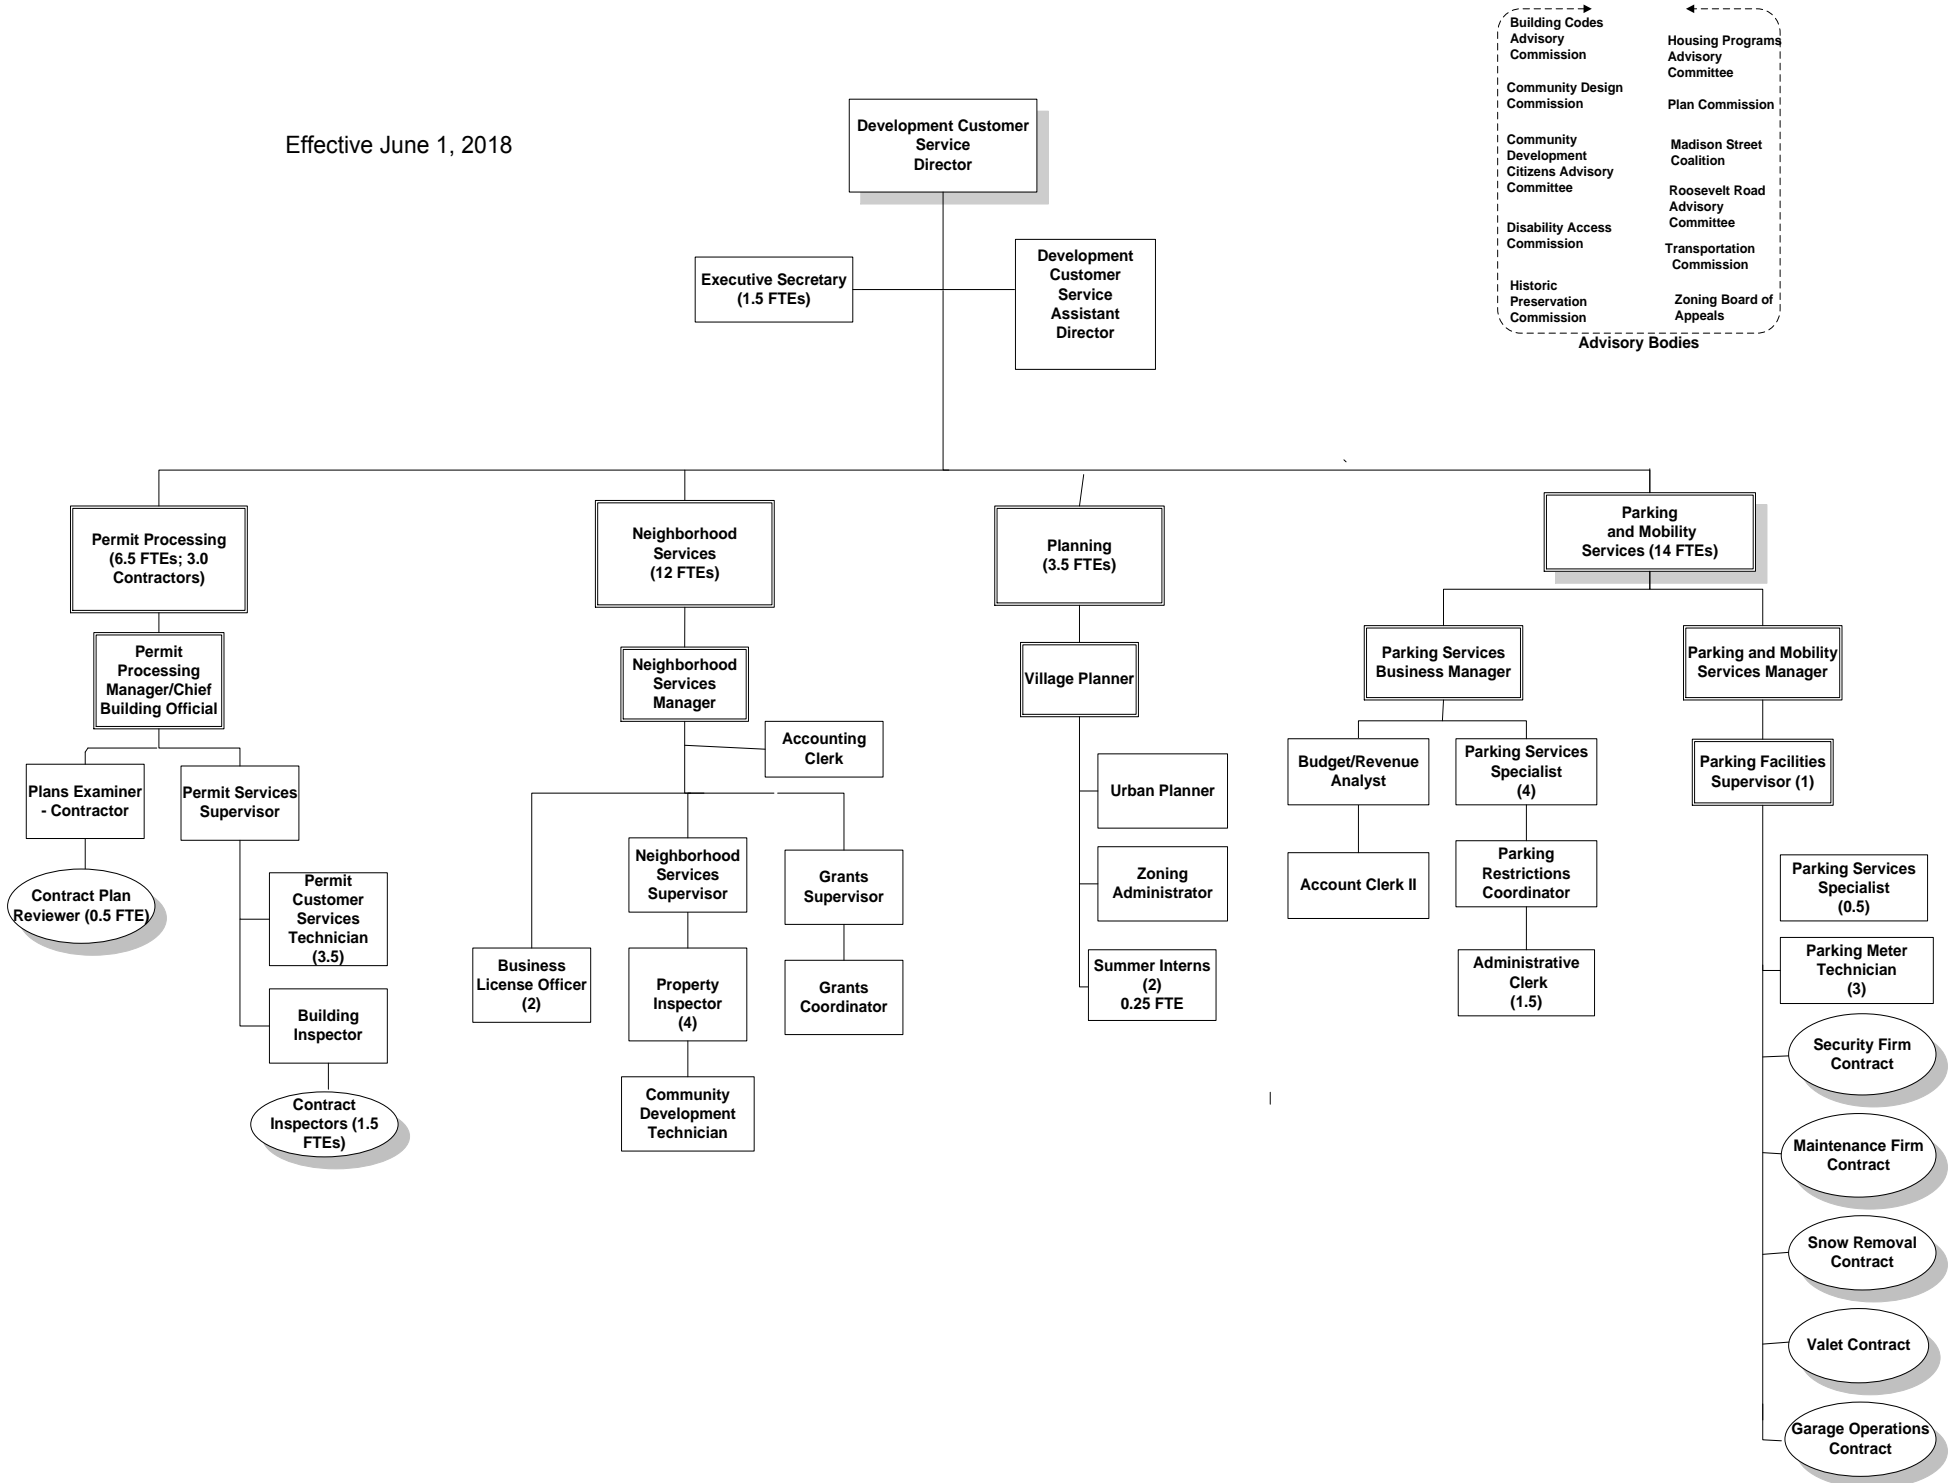 Effective June 1, 2018
Building Codes
Advisory
Commission
Community Design
Commission
Community
Development
Citizens Advisory
Committee
Disability Access
Commission
Historic
Preservation
Commission
Housing Programs
Advisory
Committee
Plan Commission
Madison Street
Coalition
Roosevelt Road
Advisory
Committee
Transportation
Commission
Zoning Board of
Appeals
Advisory Bodies
Development Customer
Service
Director
Executive Secretary
(1.5 FTEs)
Development
Customer
Service
Assistant
Director
Permit Processing
(6.5 FTEs; 3.0
Contractors)
Permit
Processing
Manager/Chief
Building Official
Plans Examiner
- Contractor
Contract Plan
Reviewer (0.5 FTE)
Permit Services
Supervisor
Permit
Customer
Services
Technician
(3.5)
Building
Inspector
Contract
Inspectors (1.5
FTEs)
Neighborhood
Services
(12 FTEs)
Neighborhood
Services
Manager
Accounting
Clerk
Business
License Officer
(2)
Neighborhood
Services
Supervisor
Property
Inspector
(4)
Community
Development
Technician
Grants
Supervisor
Grants
Coordinator
Planning
(3.5 FTEs)
Village Planner
Urban Planner
Zoning
Administrator
Summer Interns
(2)
0.25 FTE
Parking
and Mobility
Services (14 FTEs)
Parking Services
Business Manager
Budget/Revenue
Analyst
Account Clerk II
Parking Services
Specialist
(4)
Parking
Restrictions
Coordinator
Administrative
Clerk
(1.5)
Parking and Mobility
Services Manager
Parking Facilities
Supervisor (1)
Parking Services
Specialist
(0.5)
Parking Meter
Technician
(3)
Security Firm
Contract
Maintenance Firm
Contract
Snow Removal
Contract
Valet Contract
Garage Operations
Contract